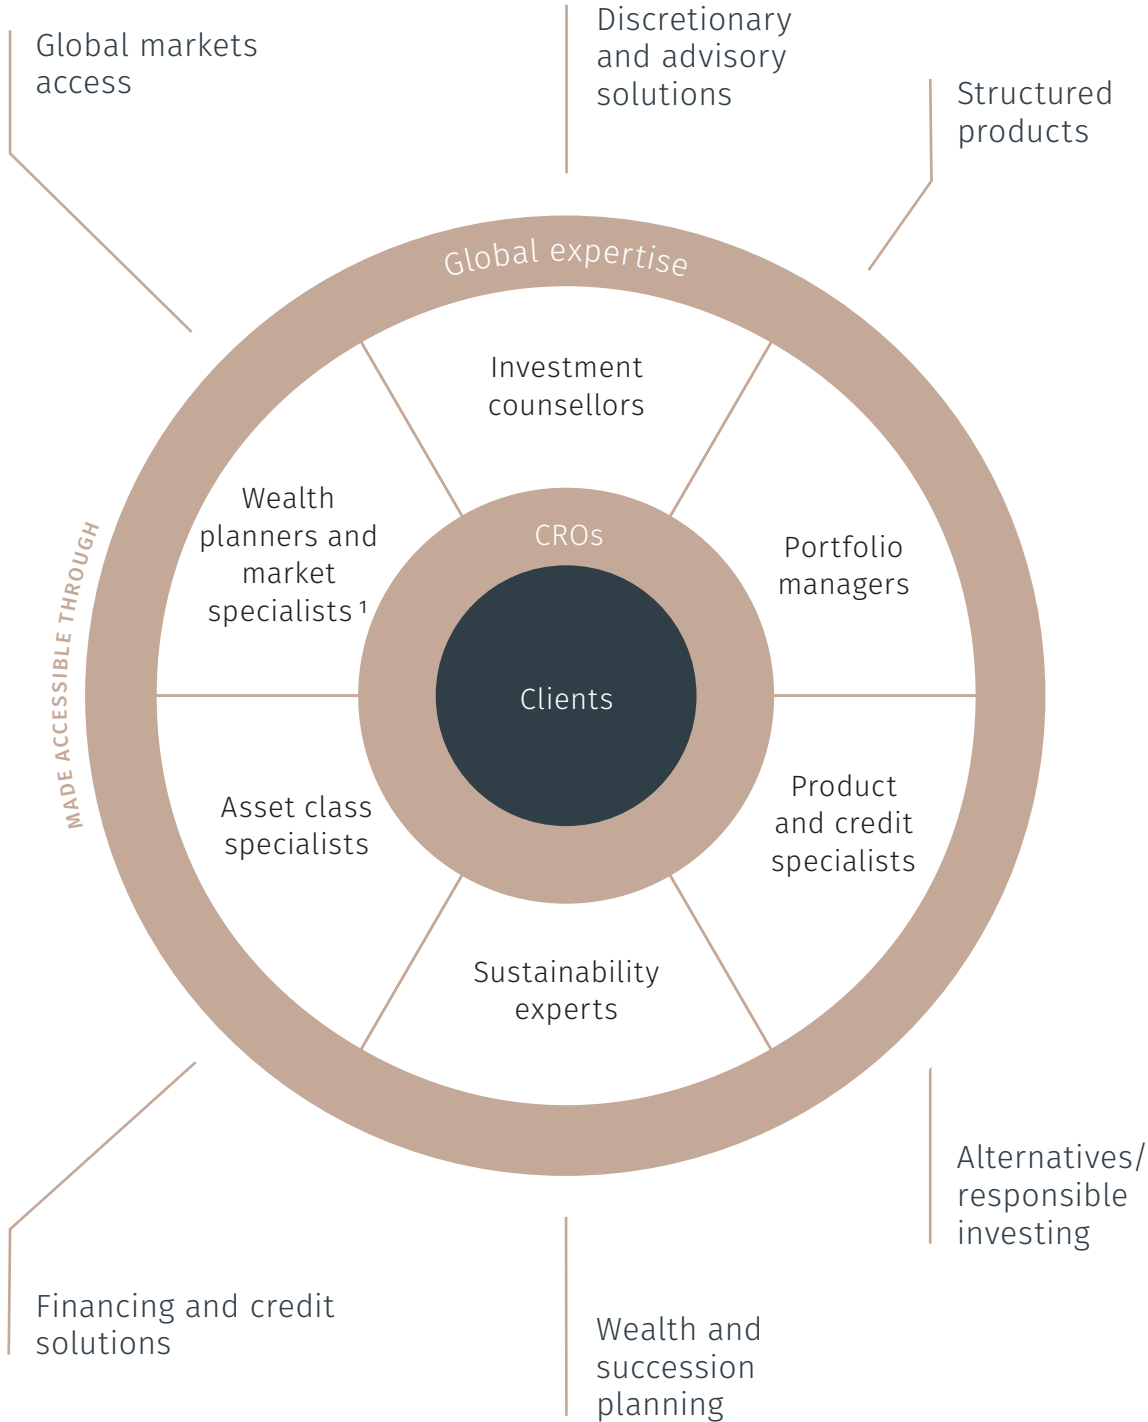 Global markets
access
Discretionary
and advisory
solutions
Structured
products
Global expertise
Investment
counsellors
Wealth
planners and
market
specialists ¹
Portfolio
managers
CROs
Clients
MADE ACCESSIBLE THROUGH
Asset class
specialists
Product
and credit
specialists
Sustainability
experts
Alternatives/
responsible
investing
Financing and credit
solutions
Wealth and
succession
planning